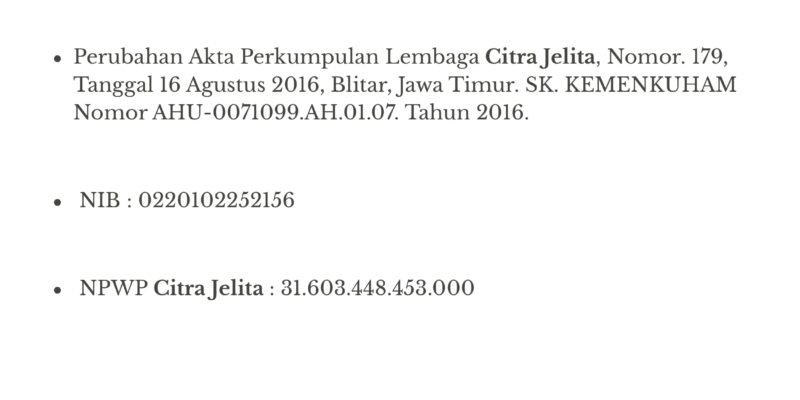 • Perubahan Akta Perkumpulan Lembaga Citra Jelita, Nomor. 179,
Tanggal 16 Agustus 2016, Blitar, Jawa Timur. SK. KEMENKUHAM
Nomor AHU-0071099.AH.01.07. Tahun 2016.
• NIB : 0220102252156
• NPWP Citra Jelita : 31.603.448.453.000